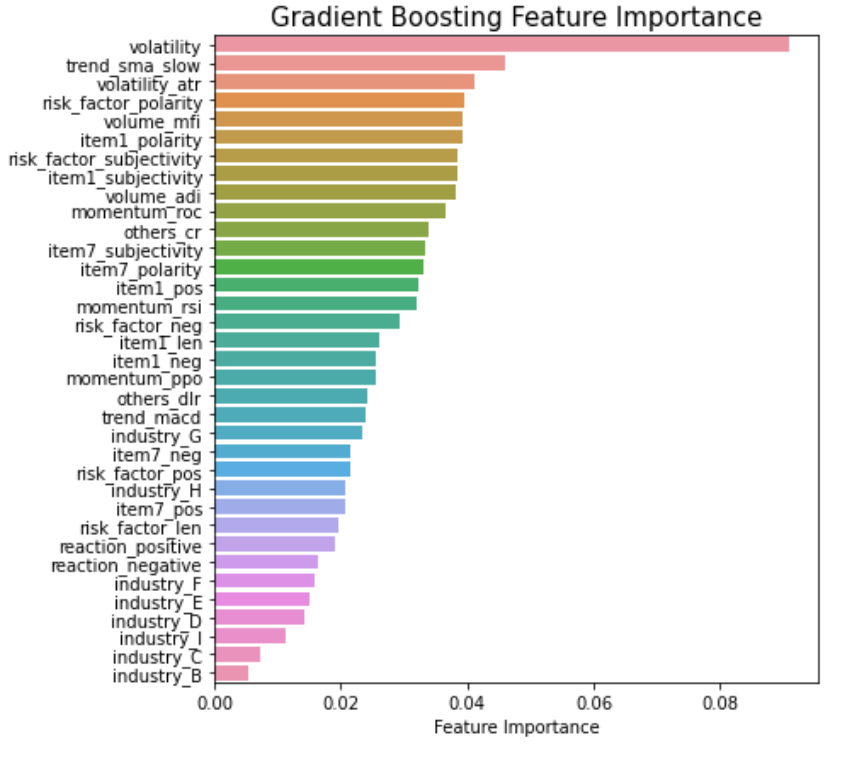 Gradient Boosting Feature Importance
volatility
trend_sma_slow
volatility_atr
risk_factor_polarity
volume_mfi
item1_polarity
risk_factor_subjectivity
item1_subjectivity
volume_adi
momentum_roc
others_cr
item7_subjectivity
item7_polarity
item1_pos
momentum_rsi
risk_factor_neg
item1_len
item1_neg
momentum_ppo
others_dlr
trend_macd
industry_G
item7_neg
risk_factor_pos
industry_H
item7_pos
risk_factor_len
reaction_positive
reaction_negative
industry_F
industry_E
industry_D
industry_I
industry_C
industry_B
0.00 0.02 0.04 0.06 0.08
Feature Importance